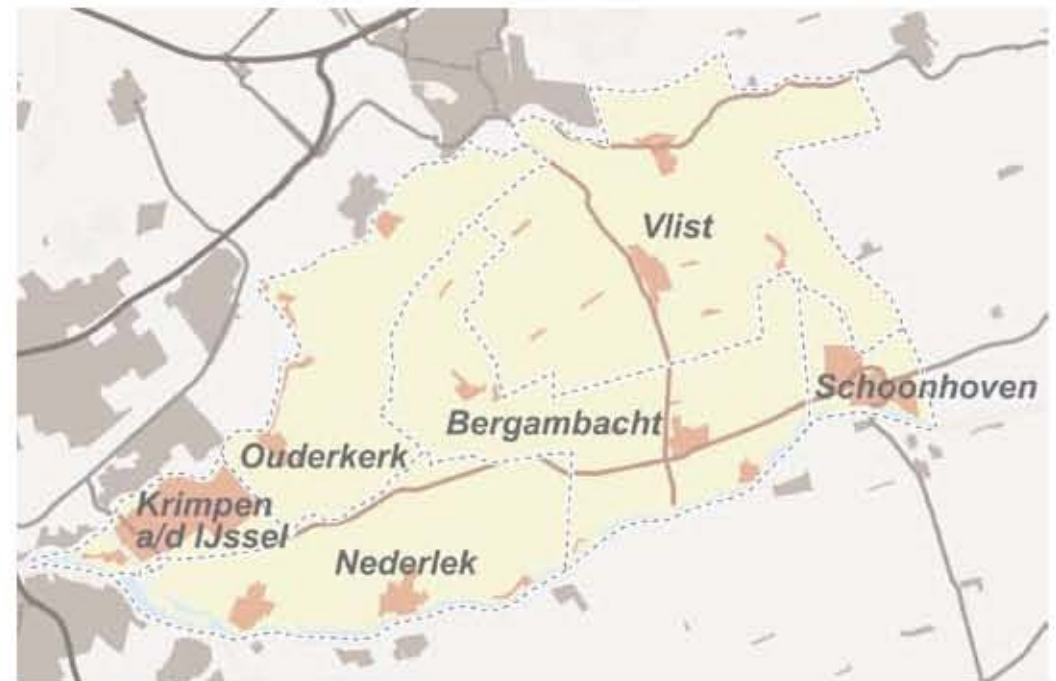 Vlist
Schoonhoven
Bergambacht
Ouderkerk
Krimpen
a/d IJssel
Nederlek